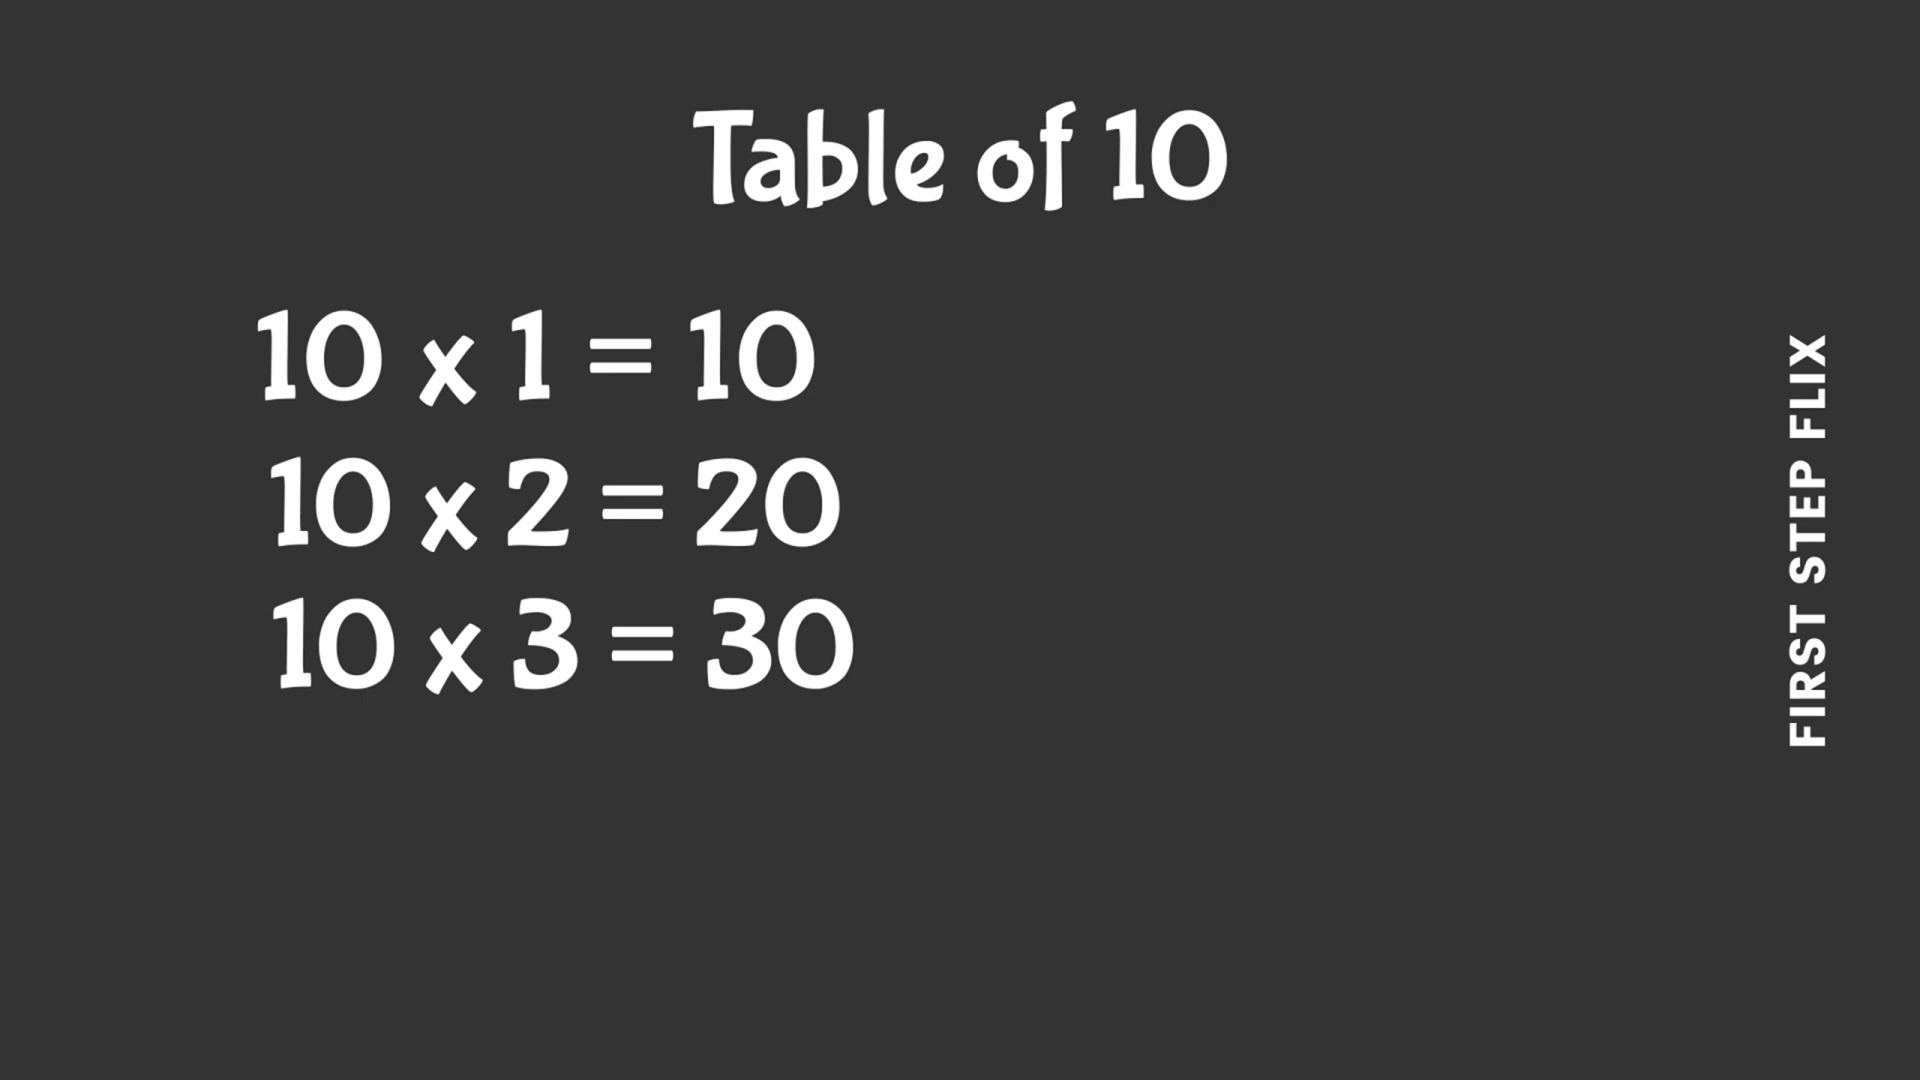 Table of 10
10 x 1 = 10
10 x 2 = 20
10 x 3 = 30
FIRST STEP FLIX